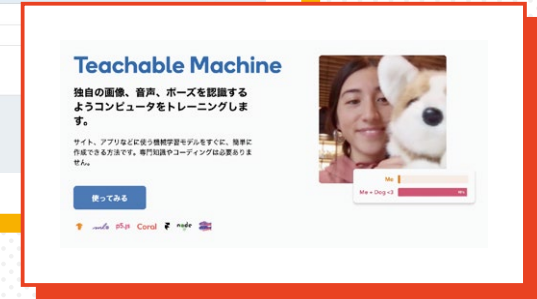 Teachable Machine
独自の画像、音声、ポーズを認識する
ようコンピュータをトレーニングしま
す。
サイト、アプリなどに使う機械学習モデルをすぐに、簡単に
作成できる方法です。専門知識やコーディングは必要ありま
せん。
使ってみる
p5.js Coral node
Me
Me + Dog <3